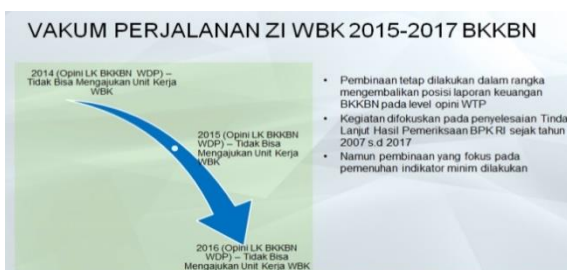 VAKUM PERJALANAN ZI WBK 2015-2017 BKKBN
2014 (Opini LK BKKBN WDP) –
Tidak Bisa Mengajukan Unit Kerja
WBK
2015 (Opini LK BKKBN
WDP) – Tidak Bisa
Mengajukan Unit Kerja
WBK
2016 (Opini LK BKKBN
WDP) – Tidak Bisa
Mengajukan Unit Kerja WBK
• Pembinaan tetap dilakukan dalam rangka
mengembalikan posisi laporan keuangan
BKKBN pada level opini WTP
• Kegiatan difokuskan pada penyelesaian Tinda
Lanjut Hasil Pemeriksaan BPK RI sejak tahun
2007 s.d 2017
• Namun pembinaan yang fokus pada
pemenuhan indikator minim dilakukan